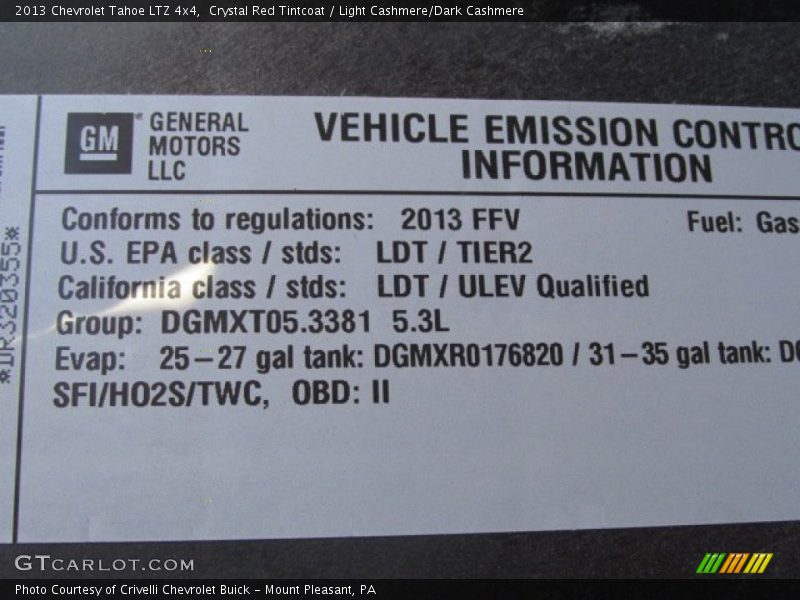 2013 Chevrolet Tahoe LTZ 4x4, Crystal Red Tintcoat / Light Cashmere/Dark Cashmere
GM
GENERAL
MOTORS
LLC
VEHICLE EMISSION CONTRO
INFORMATION
Conforms to regulations: 2013 FFV Fuel: Gas
U.S. EPA class / stds: LDT / TIER2
California class / stds: LDT / ULEV Qualified
Group: DGMXT05.3381 5.3L
Evap: 25-27 gal tank: DGMXR0176820 / 31-35 gal tank: DG
SFI/HO2S/TWC, OBD: II
*DR320355*
GTCARLOT.COM
Photo Courtesy of Crivelli Chevrolet Buick - Mount Pleasant, PA